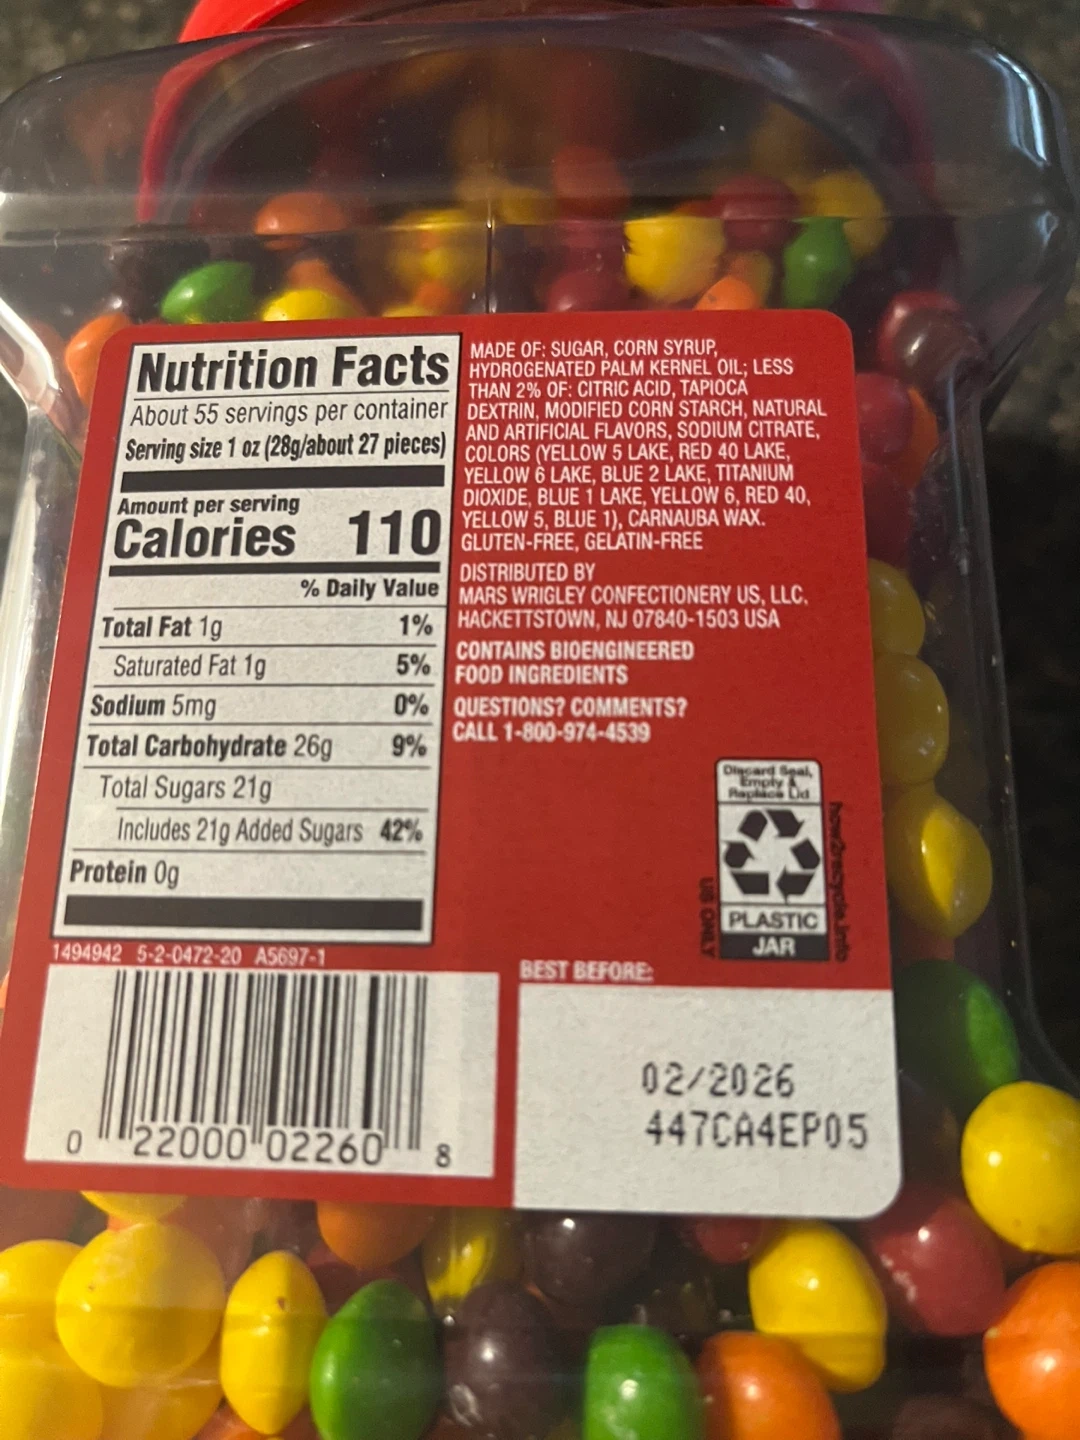 Nutrition Facts
About 55 servings per container
Serving size 1 oz (28g/about 27 pieces)
Amount per serving
Calories 110
% Daily Value
Total Fat 1g 1%
Saturated Fat 1g 5%
Sodium 5mg 0%
Total Carbohydrate 26g 9%
Total Sugars 21g
Includes 21g Added Sugars 42%
Protein 0g
1494942 5-2-0472-20 A5697-1
0 22000 02260 8
MADE OF: SUGAR, CORN SYRUP,
HYDROGENATED PALM KERNEL OIL; LESS
THAN 2% OF: CITRIC ACID, TAPIOCA
DEXTRIN, MODIFIED CORN STARCH, NATURAL
AND ARTIFICIAL FLAVORS, SODIUM CITRATE,
COLORS (YELLOW 5 LAKE, RED 40 LAKE,
YELLOW 6 LAKE, BLUE 2 LAKE, TITANIUM
DIOXIDE, BLUE 1 LAKE, YELLOW 6, RED 40,
YELLOW 5, BLUE 1), CARNAUBA WAX.
GLUTEN-FREE, GELATIN-FREE
DISTRIBUTED BY
MARS WRIGLEY CONFECTIONERY US, LLC,
HACKETTSTOWN, NJ 07840-1503 USA
CONTAINS BIOENGINEERED
FOOD INGREDIENTS
QUESTIONS? COMMENTS?
CALL 1-800-974-4539
Discard Seal,
Empty &
Replace Lid
US ONLY
how2recycle.info
PLASTIC
JAR
BEST BEFORE:
02/2026
447CA4EP05